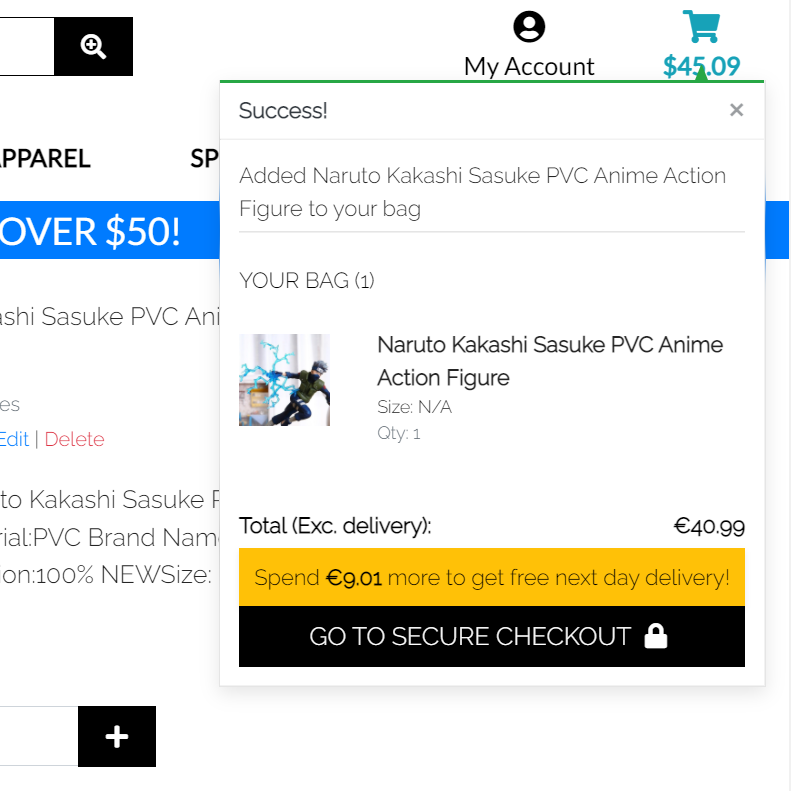 My Account
$45.09
PPAREL
SP
OVER $50!
Success!
×
Added Naruto Kakashi Sasuke PVC Anime Action
Figure to your bag
YOUR BAG (1)
Naruto Kakashi Sasuke PVC Anime
Action Figure
Size: N/A
Qty: 1
Total (Exc. delivery): €40.99
Spend €9.01 more to get free next day delivery!
GO TO SECURE CHECKOUT
ashi Sasuke PVC Ani
es
Edit | Delete
to Kakashi Sasuke P
rial:PVC Brand Name
ion:100% NEWSize: